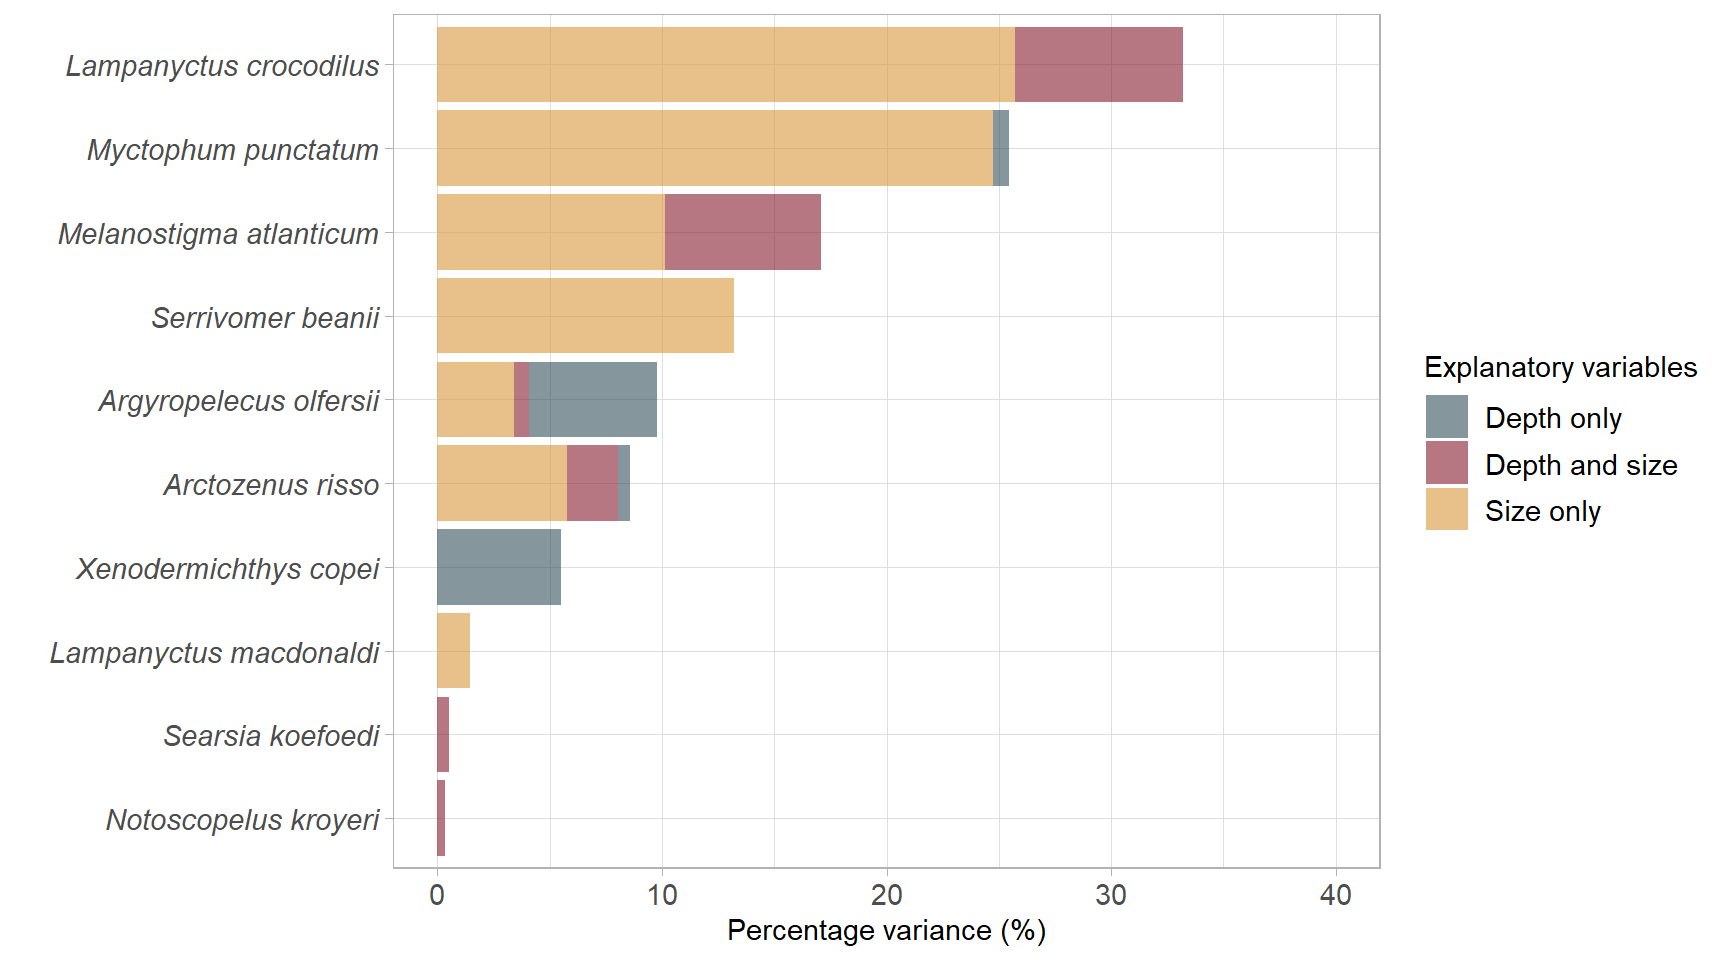 Lampanyctus crocodilus
Myctophum punctatum
Melanostigma atlanticum
Serrivomer beanii
Argyropelecus olfersii
Arctozenus risso
Xenodermichthys copei
Lampanyctus macdonaldi
Searsia koefoedi
Notoscopelus kroyeri
0 10 20 30 40
Percentage variance (%)
Explanatory variables
Depth only
Depth and size
Size only